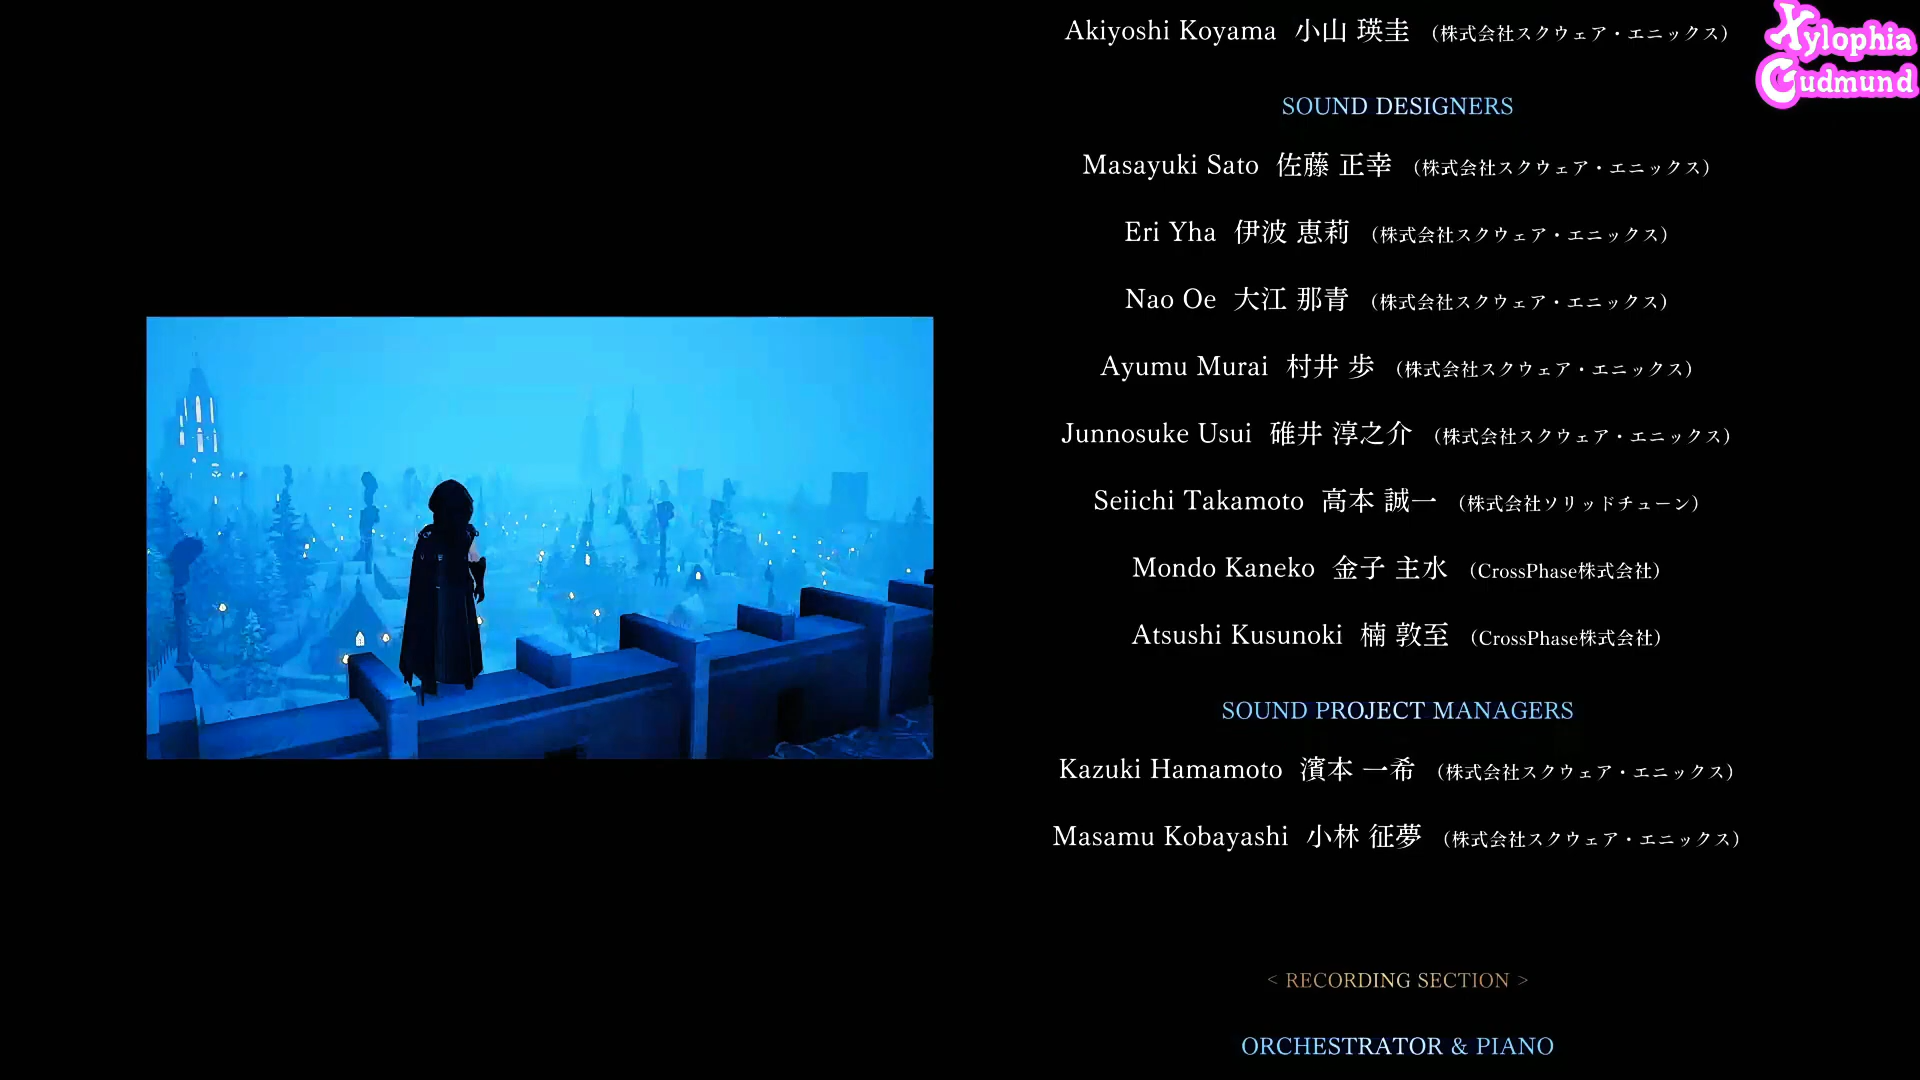 Akiyoshi Koyama 小山 瑛圭 （株式会社スクウェア・エニックス）
Xylophia
Gudmund
SOUND DESIGNERS
Masayuki Sato 佐藤 正幸 （株式会社スクウェア・エニックス）
Eri Yha 伊波 恵莉 （株式会社スクウェア・エニックス）
Nao Oe 大江 那青 （株式会社スクウェア・エニックス）
Ayumu Murai 村井 歩 （株式会社スクウェア・エニックス）
Junnosuke Usui 碓井 淳之介 （株式会社スクウェア・エニックス）
Seiichi Takamoto 高本 誠一 （株式会社ソリッドチューン）
Mondo Kaneko 金子 主水 （CrossPhase株式会社）
Atsushi Kusunoki 楠 敦至 （CrossPhase株式会社）
SOUND PROJECT MANAGERS
Kazuki Hamamoto 濱本 一希 （株式会社スクウェア・エニックス）
Masamu Kobayashi 小林 征夢 （株式会社スクウェア・エニックス）
< RECORDING SECTION >
ORCHESTRATOR & PIANO